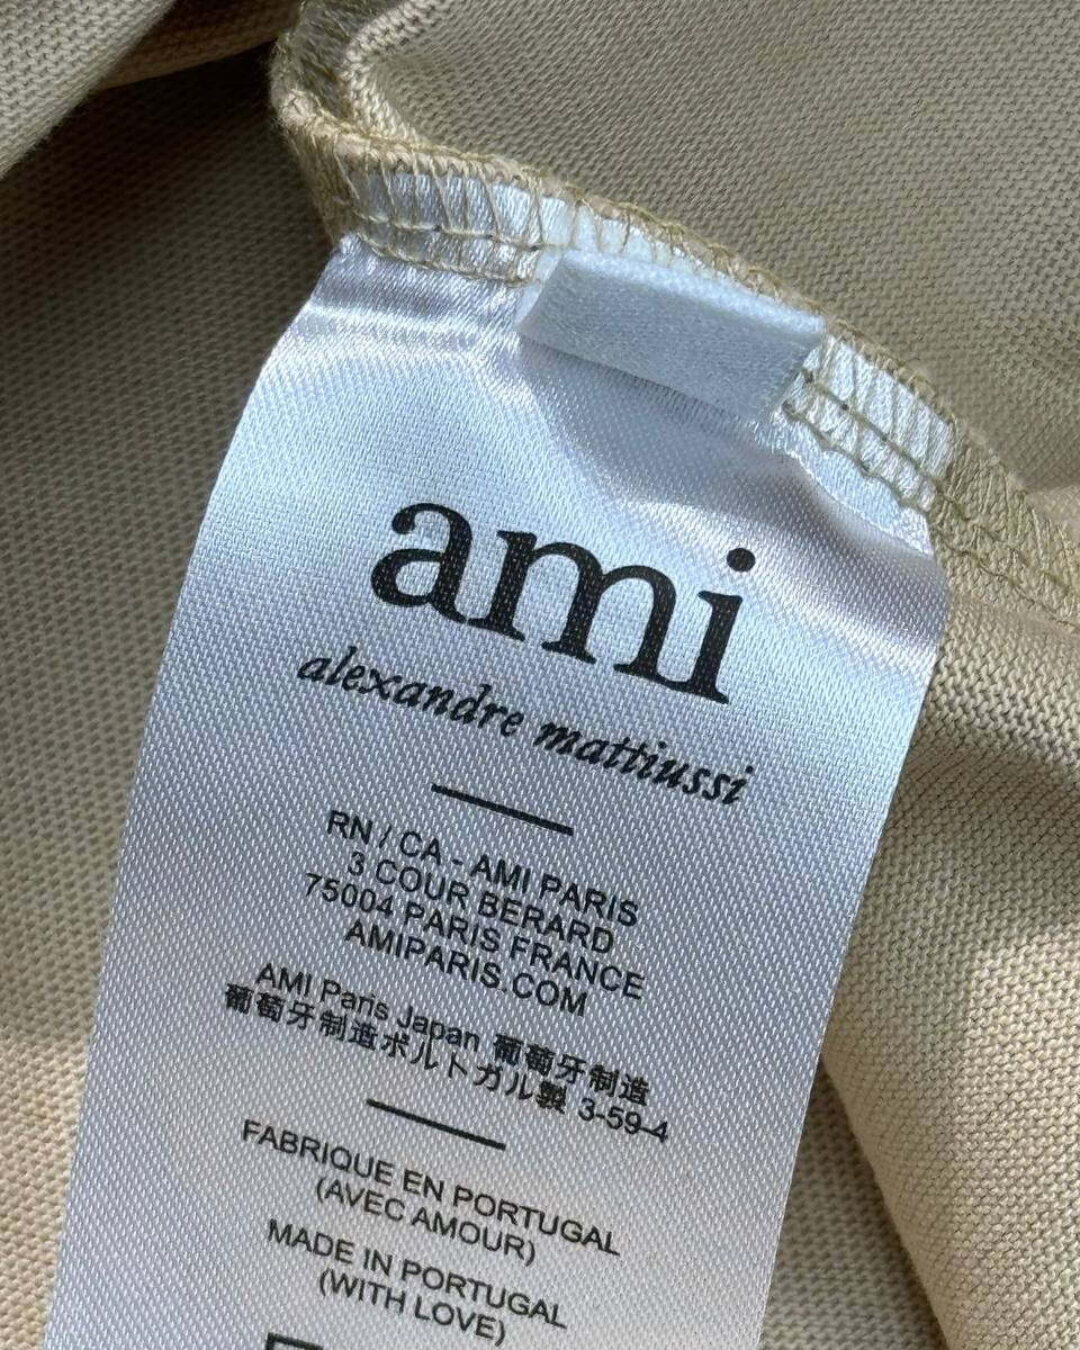 ami
alexandre mattiussi
RN / CA - AMI PARIS
3 COUR BERARD
75004 PARIS FRANCE
AMIPARIS.COM
AMI Paris Japan 葡萄牙制造
葡萄牙制造ポルトガル製 3-59-4
FABRIQUE EN PORTUGAL
(AVEC AMOUR)
MADE IN PORTUGAL
(WITH LOVE)